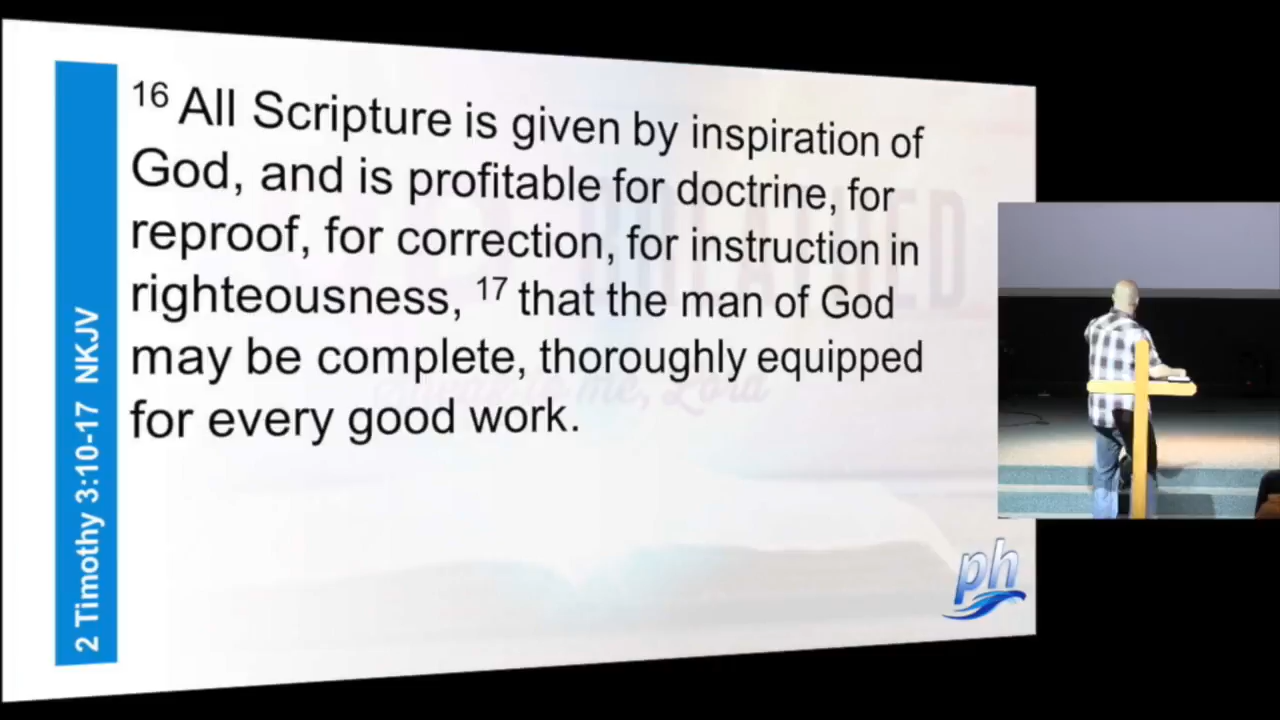 16 All Scripture is given by inspiration of
God, and is profitable for doctrine, for
reproof, for correction, for instruction in
righteousness, 17 that the man of God
may be complete, thoroughly equipped
for every good work.
2 Timothy 3:10-17 NKJV
me, Lord
ph